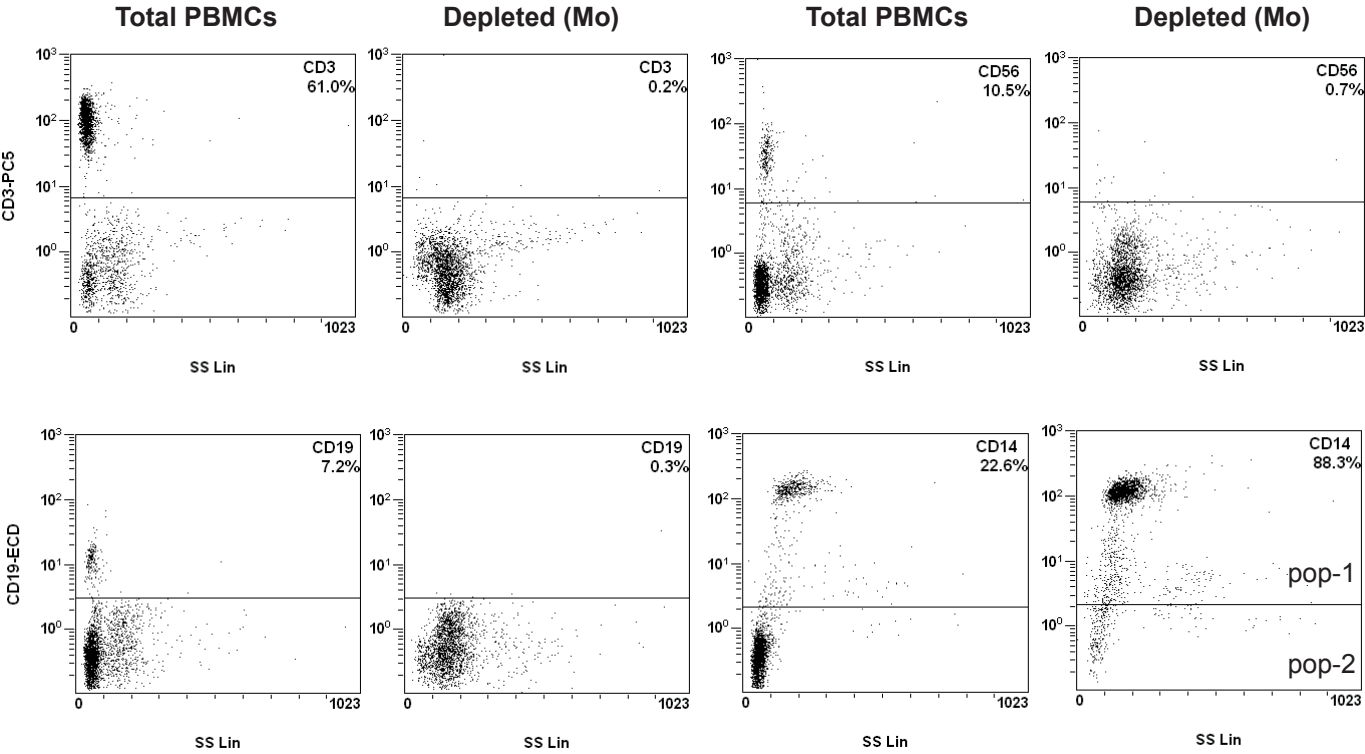 Total PBMCs
Depleted (Mo)
Total PBMCs
Depleted (Mo)
CD3-PC5
10³
10²
10¹
10⁰
CD3
61.0%
0
1023
SS Lin
10³
10²
10¹
10⁰
CD3
0.2%
0
1023
SS Lin
10³
10²
10¹
10⁰
CD56
10.5%
0
1023
SS Lin
10³
10²
10¹
10⁰
CD56
0.7%
0
1023
SS Lin
CD19-ECD
10³
10²
10¹
10⁰
CD19
7.2%
0
1023
SS Lin
10³
10²
10¹
10⁰
CD19
0.3%
0
1023
SS Lin
10³
10²
10¹
10⁰
CD14
22.6%
0
1023
SS Lin
10³
10²
10¹
10⁰
CD14
88.3%
pop-1
pop-2
0
1023
SS Lin